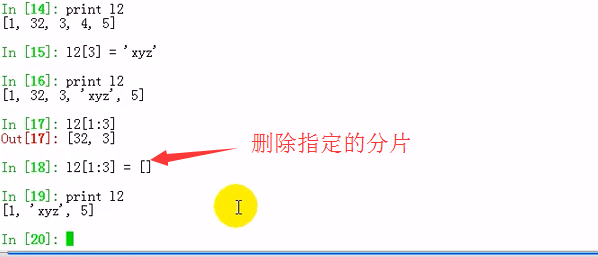 In [14]: print l2
[1, 32, 3, 4, 5]
In [15]: l2[3] = 'xyz'
In [16]: print l2
[1, 32, 3, 'xyz', 5]
In [17]: l2[1:3]
Out[17]: [32, 3]
删除指定的分片
In [18]: l2[1:3] = []
In [19]: print l2
[1, 'xyz', 5]
In [20]: